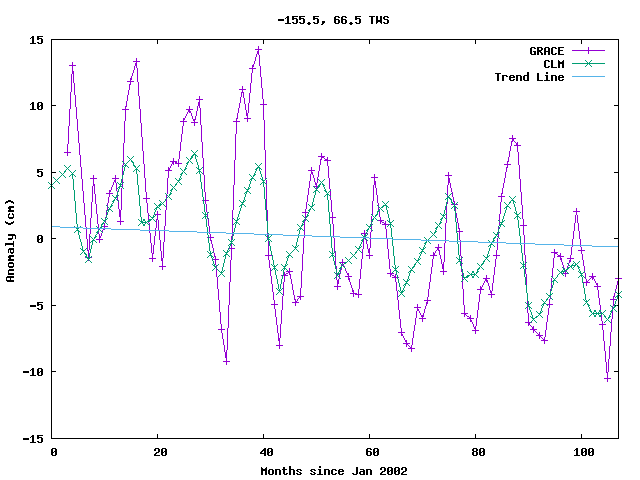 -155.5, 66.5 TWS
GRACE
CLM
Trend Line
15
10
5
0
-5
-10
-15
Anomaly (cm)
0 20 40 60 80 100
Months since Jan 2002